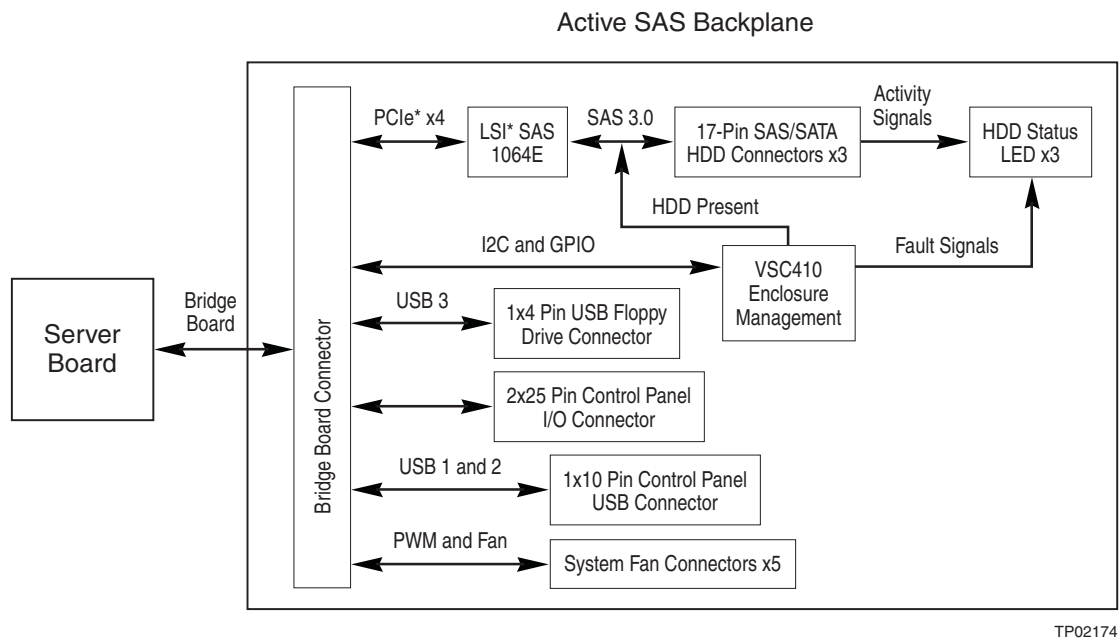 Active SAS Backplane
PCIe* x4
LSI* SAS
1064E
SAS 3.0
17-Pin SAS/SATA
HDD Connectors x3
Activity
Signals
HDD Status
LED x3
HDD Present
I2C and GPIO
VSC410
Enclosure
Management
Fault Signals
Server
Board
Bridge
Board
Bridge Board Connector
USB 3
1x4 Pin USB Floppy
Drive Connector
2x25 Pin Control Panel
I/O Connector
USB 1 and 2
1x10 Pin Control Panel
USB Connector
PWM and Fan
System Fan Connectors x5
TP02174